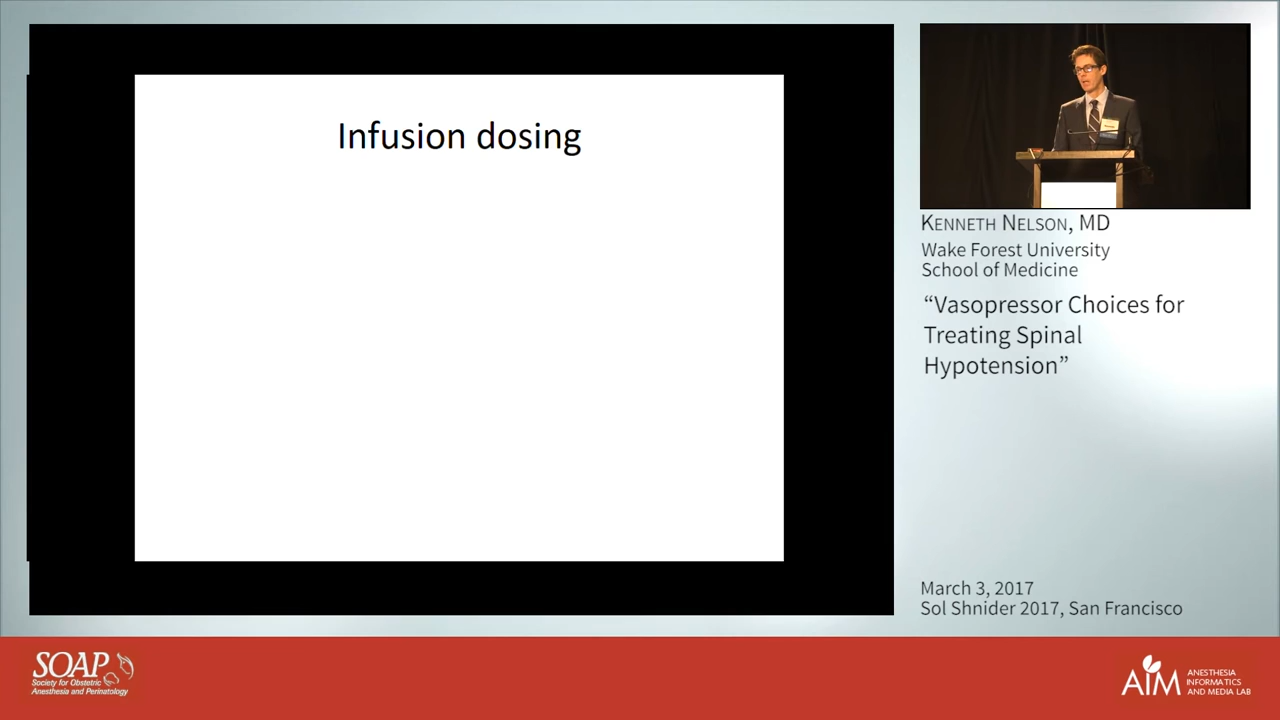 Infusion dosing
KENNETH NELSON, MD
Wake Forest University
School of Medicine
“Vasopressor Choices for
Treating Spinal
Hypotension”
March 3, 2017
Sol Shnider 2017, San Francisco
SOAP
Society for Obstetric
Anesthesia and Perinatology
AIM
ANESTHESIA
INFORMATICS
AND MEDIA LAB